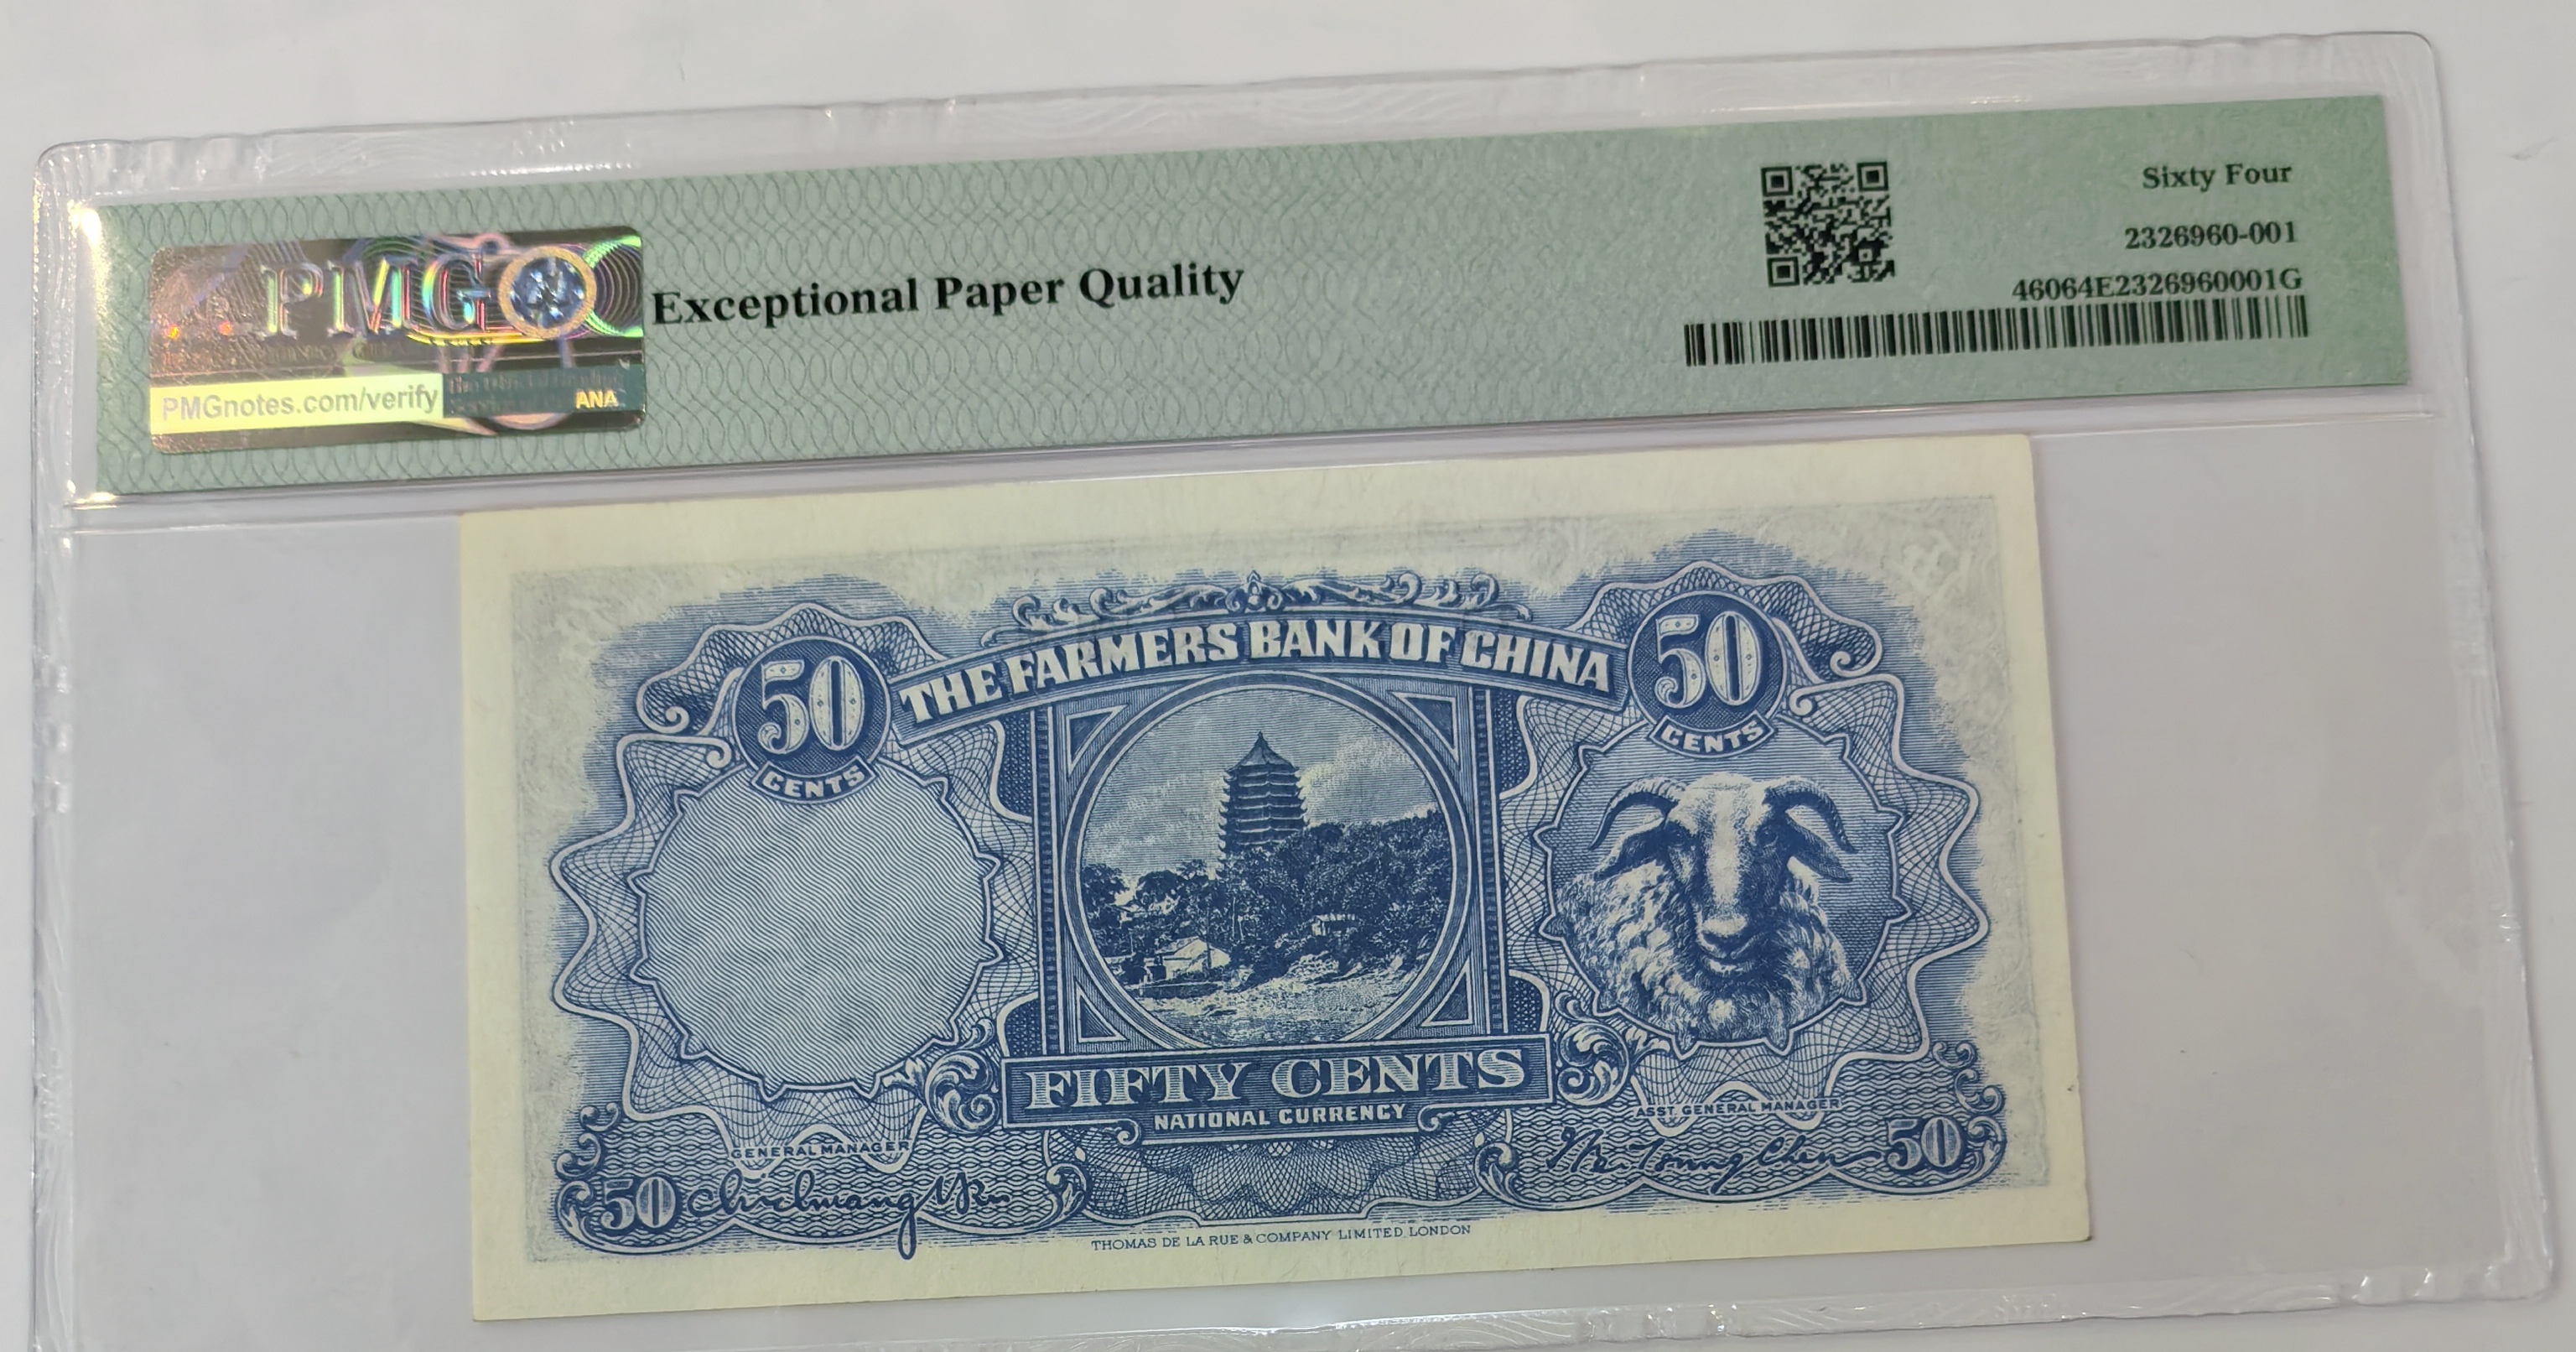 PMG
PMGnotes.com/verify
ANA
Exceptional Paper Quality
Sixty Four
2326960-001
46064E2326960001G
50
CENTS
THE FARMERS BANK OF CHINA
50
CENTS
FIFTY CENTS
NATIONAL CURRENCY
GENERAL MANAGER
ASST. GENERAL MANAGER
50
50
THOMAS DE LA RUE & COMPANY LIMITED, LONDON